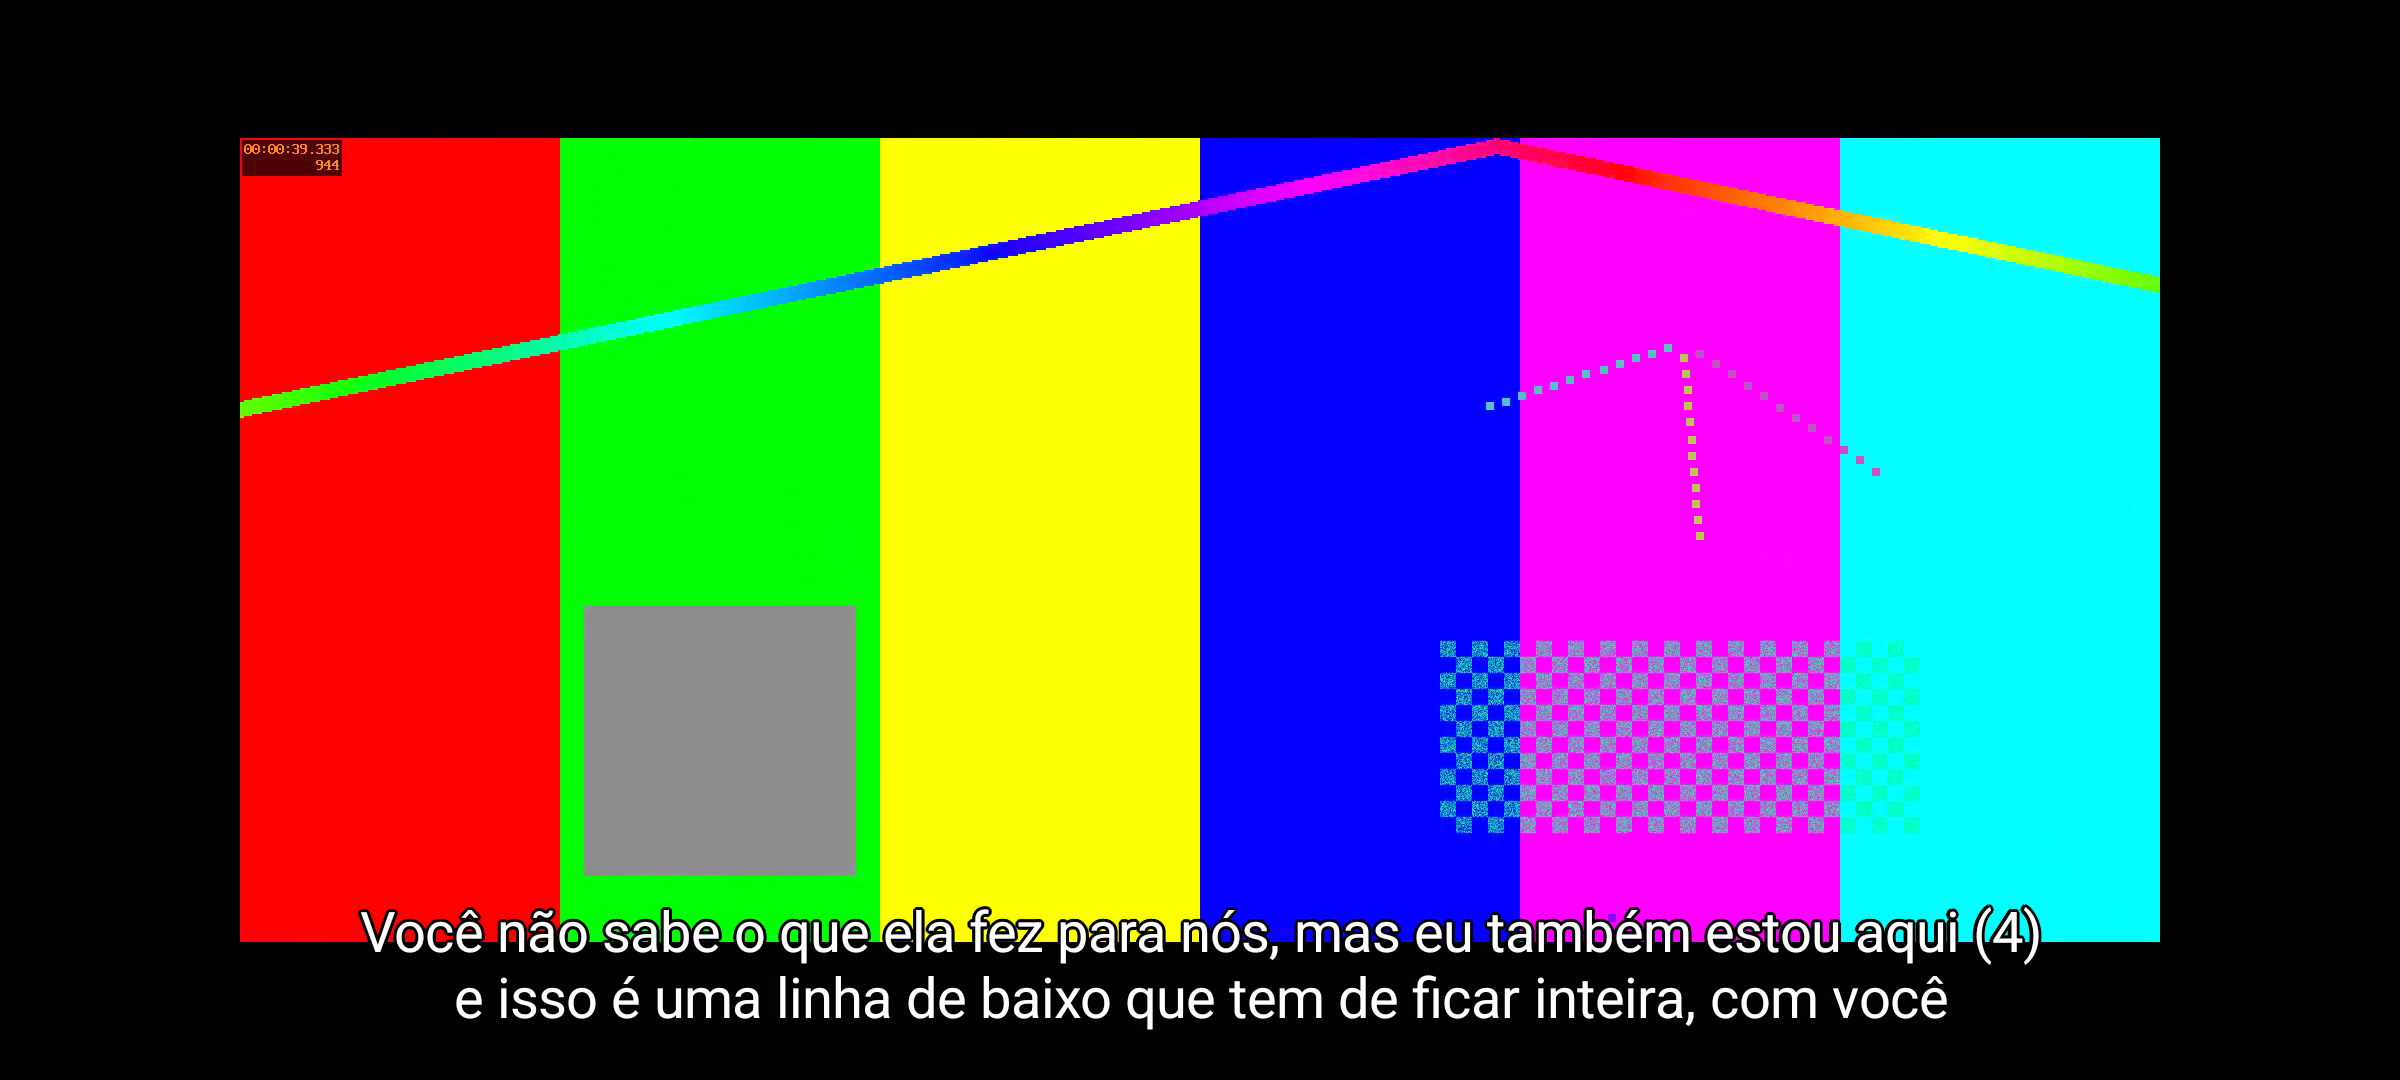 00:00:39.333
944
Você não sabe o que ela fez para nós, mas eu também estou aqui (4)
e isso é uma linha de baixo que tem de ficar inteira, com você